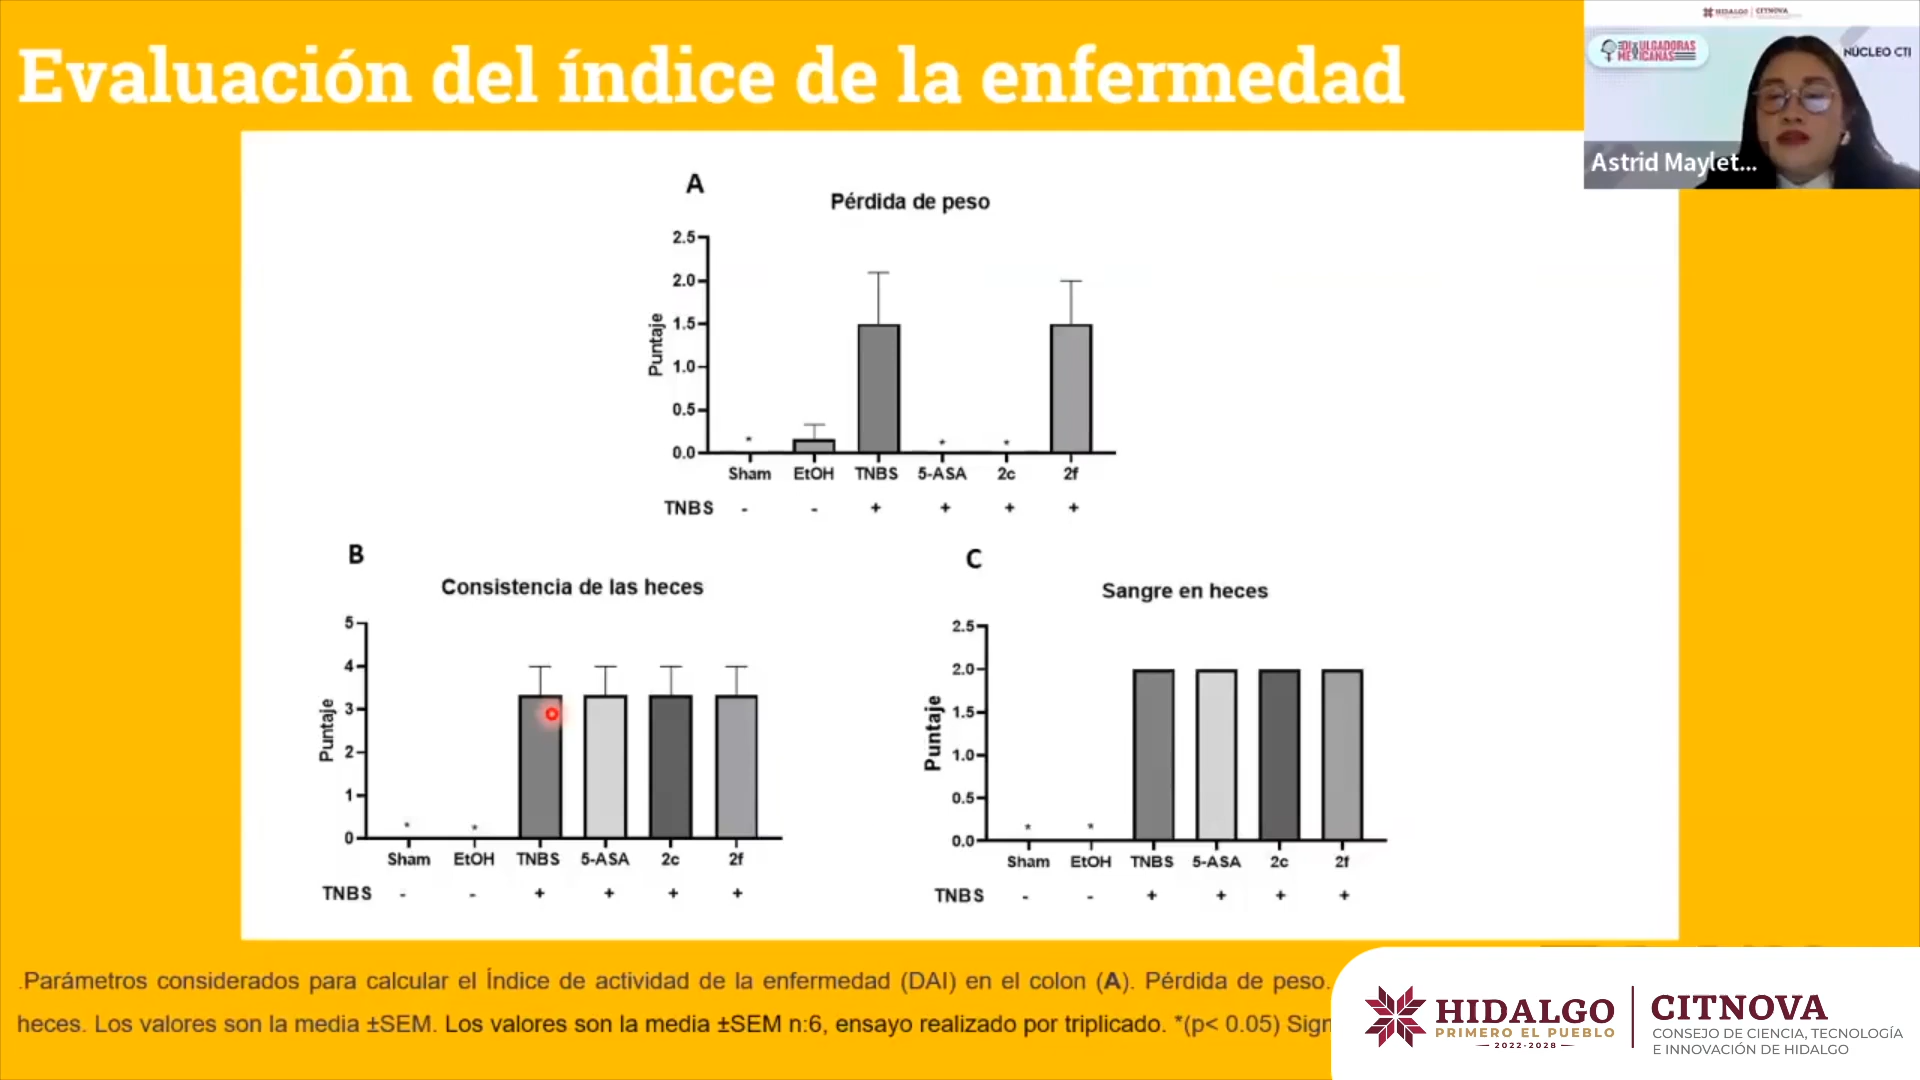 Evaluación del índice de la enfermedad
HIDALGO | CITNOVA
DIVULGADORAS
MEXICANAS
NÚCLEO CTI
Astrid Maylet...
A
Pérdida de peso
Puntaje
2.5
2.0
1.5
1.0
0.5
0.0
* * *
Sham EtOH TNBS 5-ASA 2c 2f
TNBS - - + + + +
B
Consistencia de las heces
Puntaje
5
4
3
2
1
0
* *
Sham EtOH TNBS 5-ASA 2c 2f
TNBS - - + + + +
C
Sangre en heces
Puntaje
2.5
2.0
1.5
1.0
0.5
0.0
* *
Sham EtOH TNBS 5-ASA 2c 2f
TNBS - - + + + +
.Parámetros considerados para calcular el Índice de actividad de la enfermedad (DAI) en el colon (A). Pérdida de peso.
heces. Los valores son la media ±SEM. Los valores son la media ±SEM n:6, ensayo realizado por triplicado. *(p< 0.05) Sign
HIDALGO
PRIMERO EL PUEBLO
2022-2028
CITNOVA
CONSEJO DE CIENCIA, TECNOLOGÍA
E INNOVACIÓN DE HIDALGO